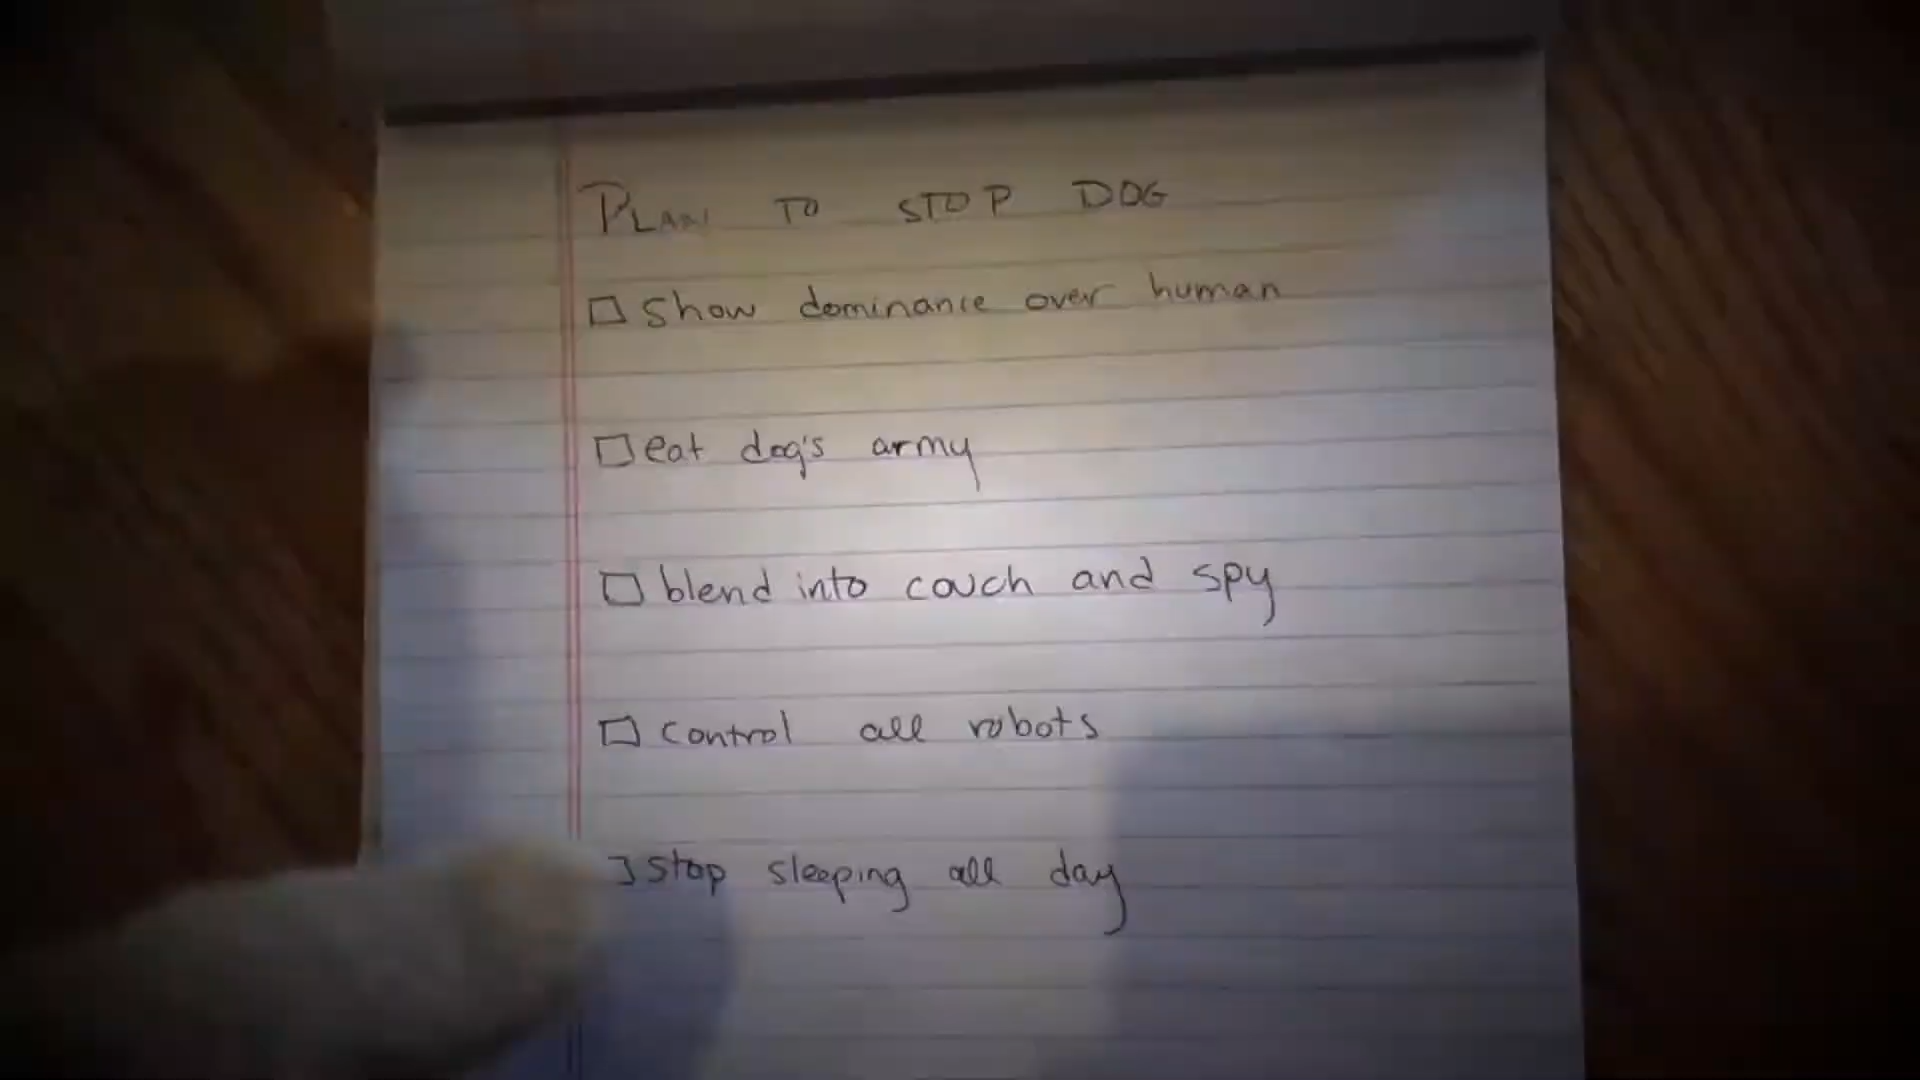 PLAN TO STOP DOG
Show dominance over human
eat dog's army
blend into couch and spy
control all robots
stop sleeping all day